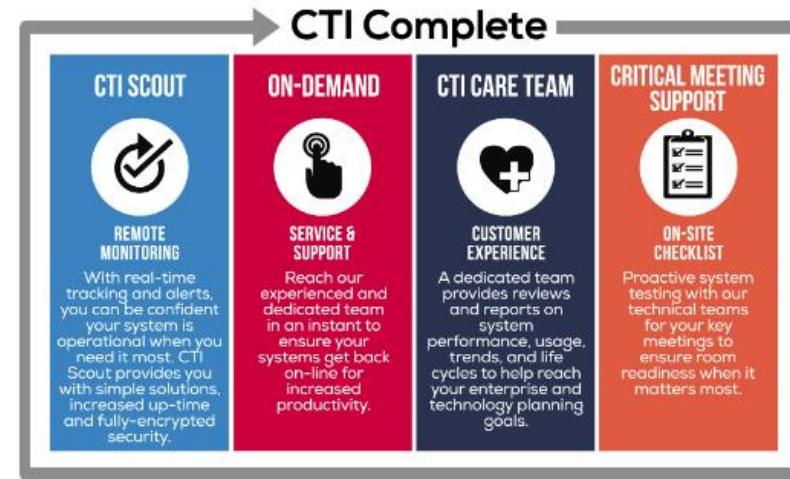 CTI Complete
CTI SCOUT
REMOTE
MONITORING
With real-time
tracking and alerts,
you can be confident
your system is
operational when you
need it most. CTI
Scout provides you
with simple solutions,
increased up-time
and fully-encrypted
security.
ON-DEMAND
SERVICE &
SUPPORT
Reach our
experienced and
dedicated team
in an instant to
ensure your
systems get back
on-line for
increased
productivity.
CTI CARE TEAM
CUSTOMER
EXPERIENCE
A dedicated team
provides reviews
and reports on
system
performance, usage,
trends, and life
cycles to help reach
your enterprise and
technology planning
goals.
CRITICAL MEETING
SUPPORT
ON-SITE
CHECKLIST
Proactive system
testing with our
technical teams
for your key
meetings to
ensure room
readiness when it
matters most.